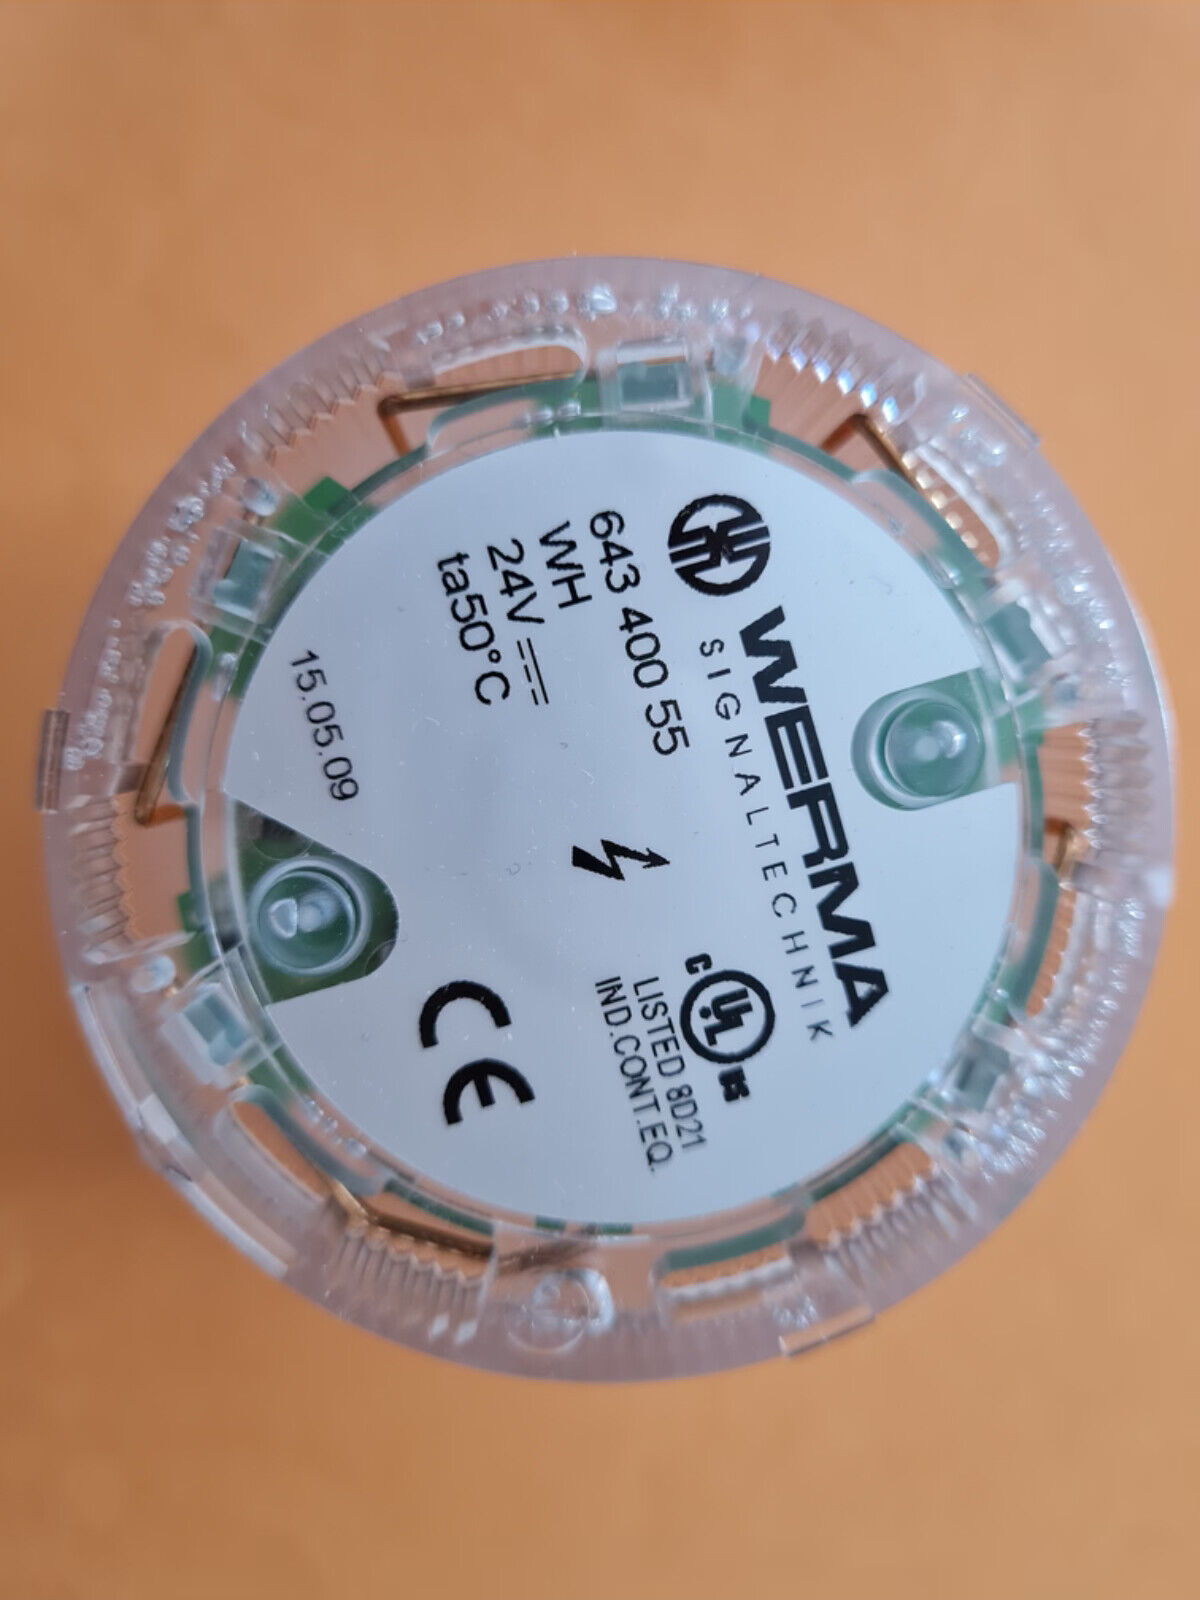 WERMA
SIGNALTECHNIK
643 400 55
WH
24V
ta50°C
15.05.09
C UL US
LISTED 8D21
IND.CONT.EQ.
CE